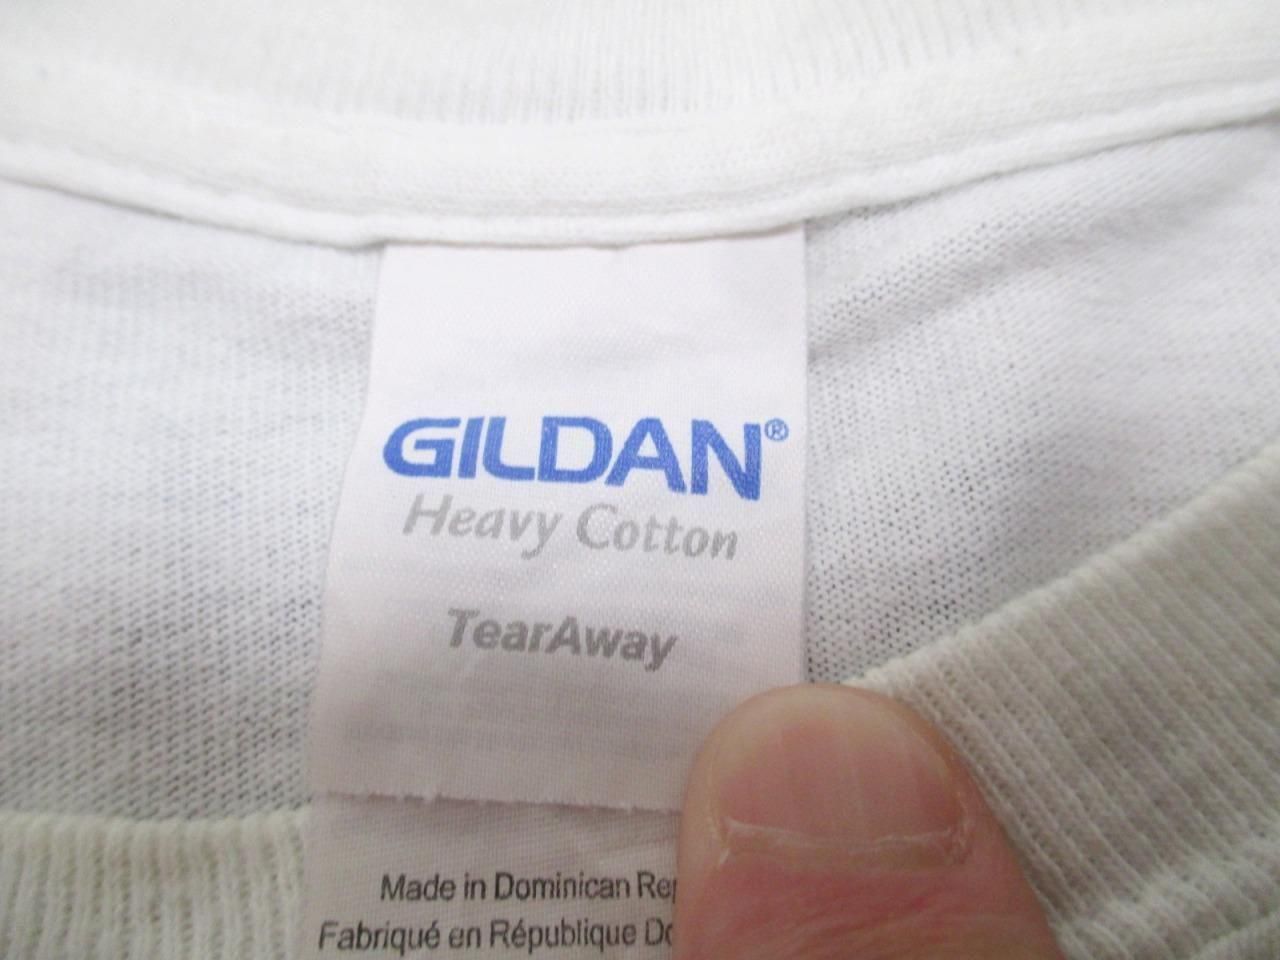 GILDAN®
Heavy Cotton
TearAway
Made in Dominican Rep
Fabriqué en République Do